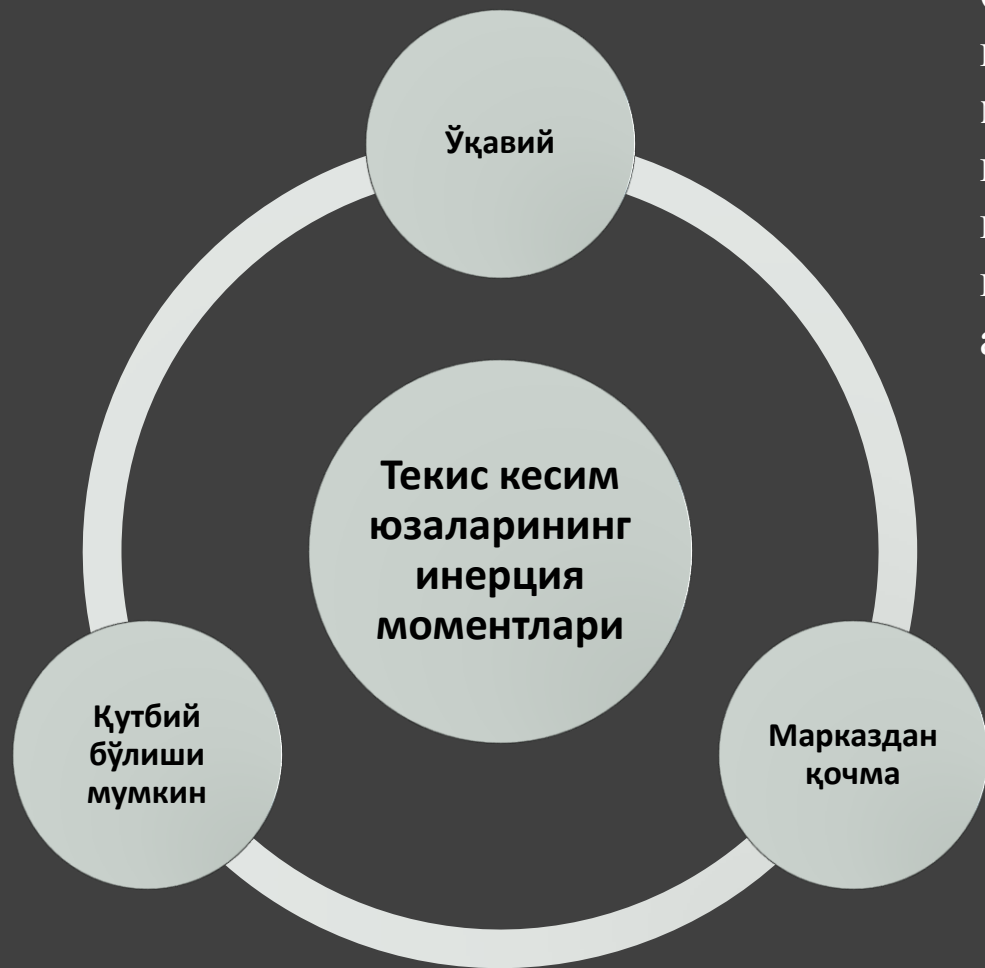 Ўқавий
Текис кесим
юзаларининг
инерция
моментлари
Қутбий
бўлиши
мумкин
Марказдан
қочма